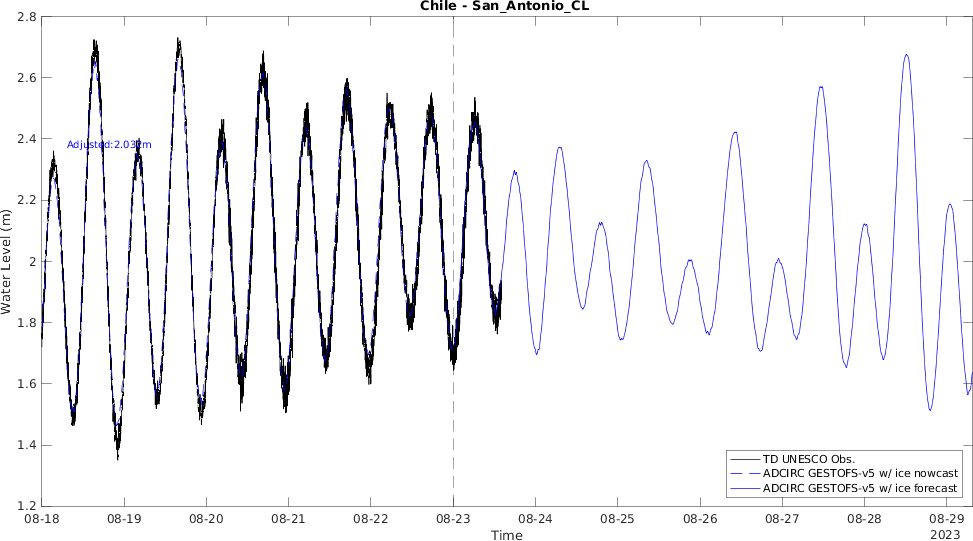 Chile - San_Antonio_CL
2.8
2.6
2.4
2.2
2
1.8
1.6
1.4
1.2
Water Level (m)
Adjusted:2.032m
TD UNESCO Obs.
ADCIRC GESTOFS-v5 w/ ice nowcast
ADCIRC GESTOFS-v5 w/ ice forecast
08-18 08-19 08-20 08-21 08-22 08-23 08-24 08-25 08-26 08-27 08-28 08-29
2023
Time